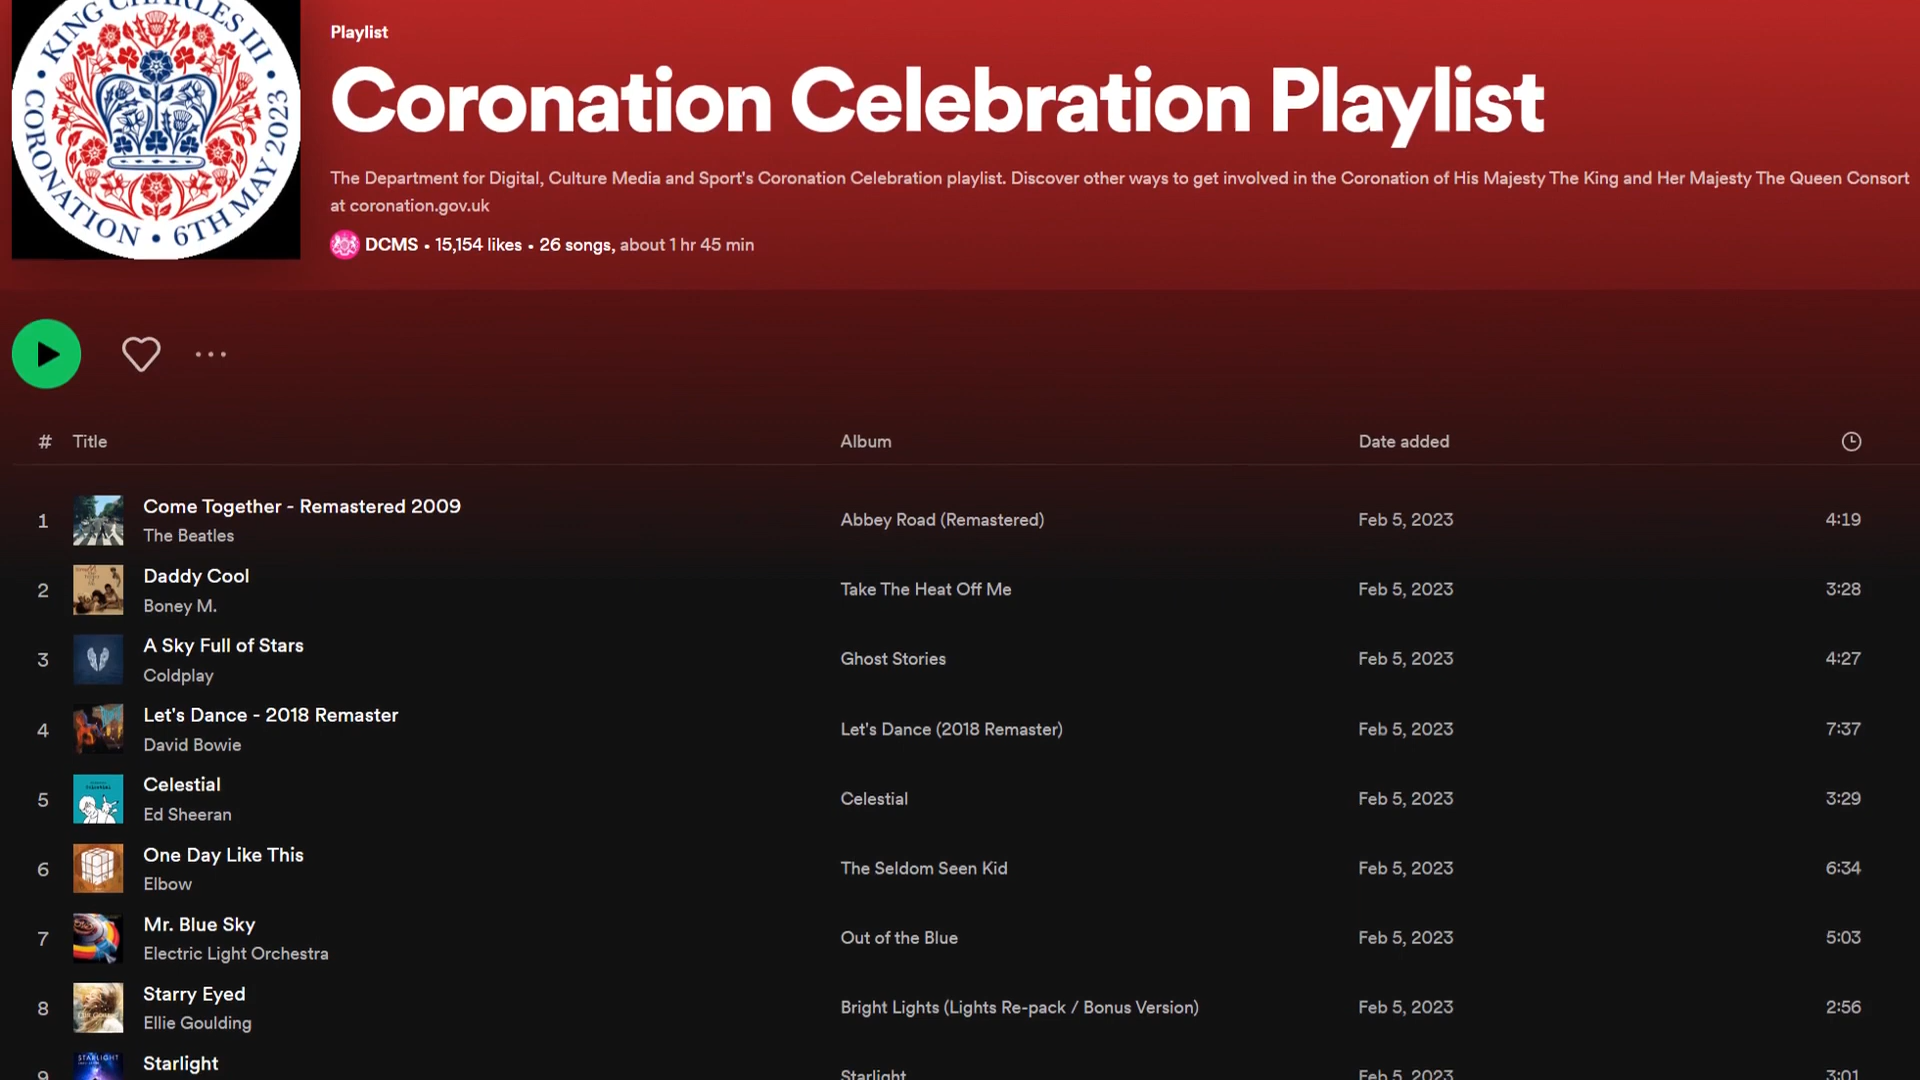 KING CHARLES III • CORONATION • 6TH MAY 2023 •
Playlist
Coronation Celebration Playlist
The Department for Digital, Culture Media and Sport's Coronation Celebration playlist. Discover other ways to get involved in the Coronation of His Majesty The King and Her Majesty The Queen Consort
at coronation.gov.uk
DCMS • 15,154 likes • 26 songs, about 1 hr 45 min
# Title Album Date added
1 Come Together - Remastered 2009
The Beatles
Abbey Road (Remastered) Feb 5, 2023 4:19
2 Daddy Cool
Boney M.
Take The Heat Off Me Feb 5, 2023 3:28
3 A Sky Full of Stars
Coldplay
Ghost Stories Feb 5, 2023 4:27
4 Let's Dance - 2018 Remaster
David Bowie
Let's Dance (2018 Remaster) Feb 5, 2023 7:37
5 Celestial
Ed Sheeran
Celestial Feb 5, 2023 3:29
6 One Day Like This
Elbow
The Seldom Seen Kid Feb 5, 2023 6:34
7 Mr. Blue Sky
Electric Light Orchestra
Out of the Blue Feb 5, 2023 5:03
8 Starry Eyed
Ellie Goulding
Bright Lights (Lights Re-pack / Bonus Version) Feb 5, 2023 2:56
9 Starlight
Starlight Feb 5, 2023 3:01